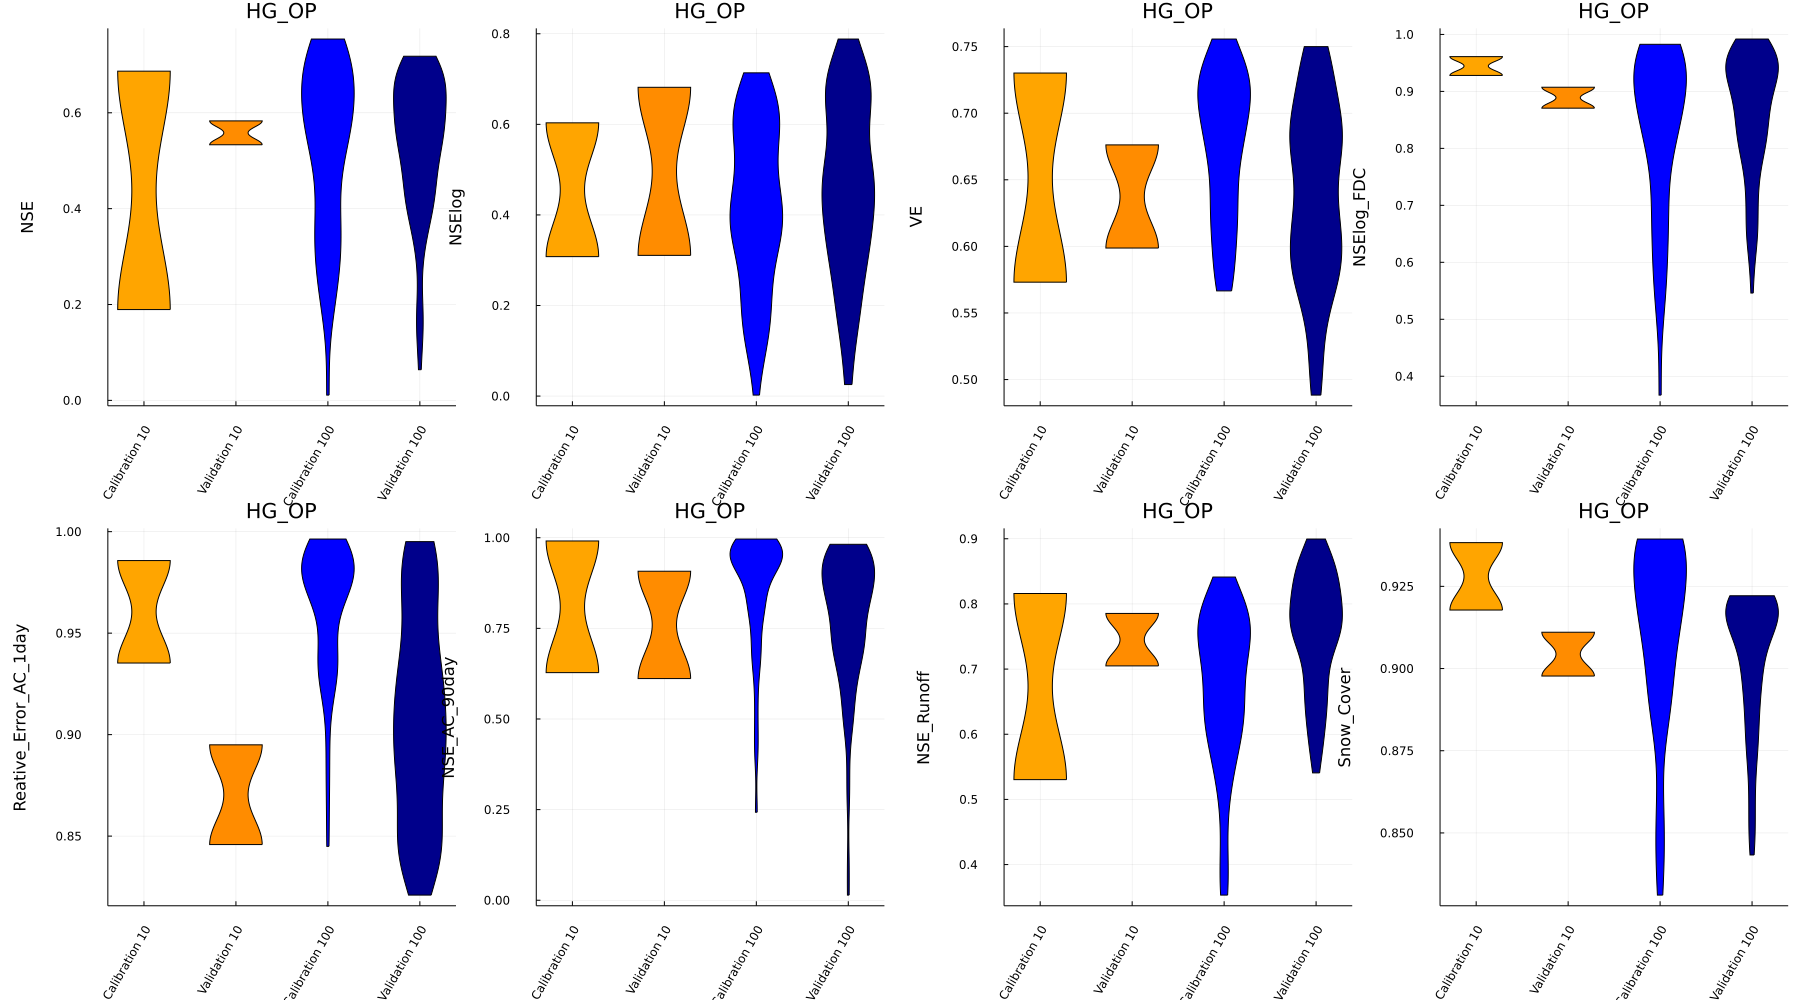 HG_OP
NSE
0.6
0.4
0.2
0.0
Calibration 10
Validation 10
Calibration 100
Validation 100
HG_OP
NSElog
0.8
0.6
0.4
0.2
0.0
Calibration 10
Validation 10
Calibration 100
Validation 100
HG_OP
VE
0.75
0.70
0.65
0.60
0.55
0.50
Calibration 10
Validation 10
Calibration 100
Validation 100
HG_OP
NSElog_FDC
1.0
0.9
0.8
0.7
0.6
0.5
0.4
Calibration 10
Validation 10
Calibration 100
Validation 100
HG_OP
Reative_Error_AC_1day
1.00
0.95
0.90
0.85
Calibration 10
Validation 10
Calibration 100
Validation 100
HG_OP
NSE_AC_90day
1.00
0.75
0.50
0.25
0.00
Calibration 10
Validation 10
Calibration 100
Validation 100
HG_OP
NSE_Runoff
0.9
0.8
0.7
0.6
0.5
0.4
Calibration 10
Validation 10
Calibration 100
Validation 100
HG_OP
Snow_Cover
0.925
0.900
0.875
0.850
Calibration 10
Validation 10
Calibration 100
Validation 100